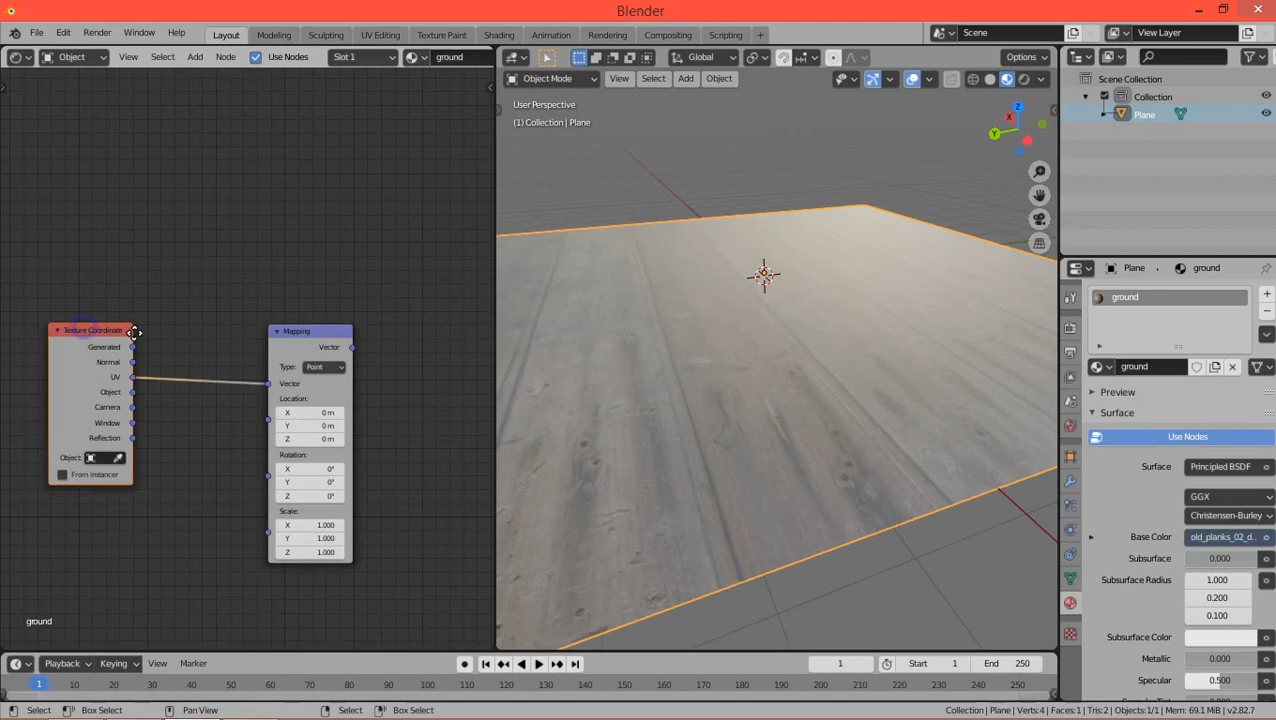 Blender
File Edit Render Window Help Layout Modeling Sculpting UV Editing Texture Paint Shading Animation Rendering Compositing Scripting + Scene View Layer
Object View Select Add Node Use Nodes Slot 1 ground
Global Options
Object Mode View Select Add Object
User Perspective
(1) Collection | Plane
Z
X
Y
Scene Collection
Collection
Plane
Texture Coordinate
Generated
Normal
UV
Object
Camera
Window
Reflection
Object:
From Instancer
Mapping
Vector
Type: Point
Vector
Location:
X 0 m
Y 0 m
Z 0 m
Rotation:
X 0°
Y 0°
Z 0°
Scale:
X 1.000
Y 1.000
Z 1.000
ground
Plane ground
ground
ground
Preview
Surface
Use Nodes
Surface Principled BSDF
GGX
Christensen-Burley
Base Color old_planks_02_d..
Subsurface 0.000
Subsurface Radius 1.000
0.200
0.100
Subsurface Color
Metallic 0.000
Specular 0.500
Playback Keying View Marker 1 Start 1 End 250
1 10 20 30 40 50 60 70 80 90 100 110 120 130 140 150 160 170 180 190 200 210 220 230 240 250
Select Box Select Pan View Select Box Select Collection | Plane | Verts:4 | Faces:1 | Tris:2 | Objects:1/1 | Mem: 69.1 MiB | v2.82.7